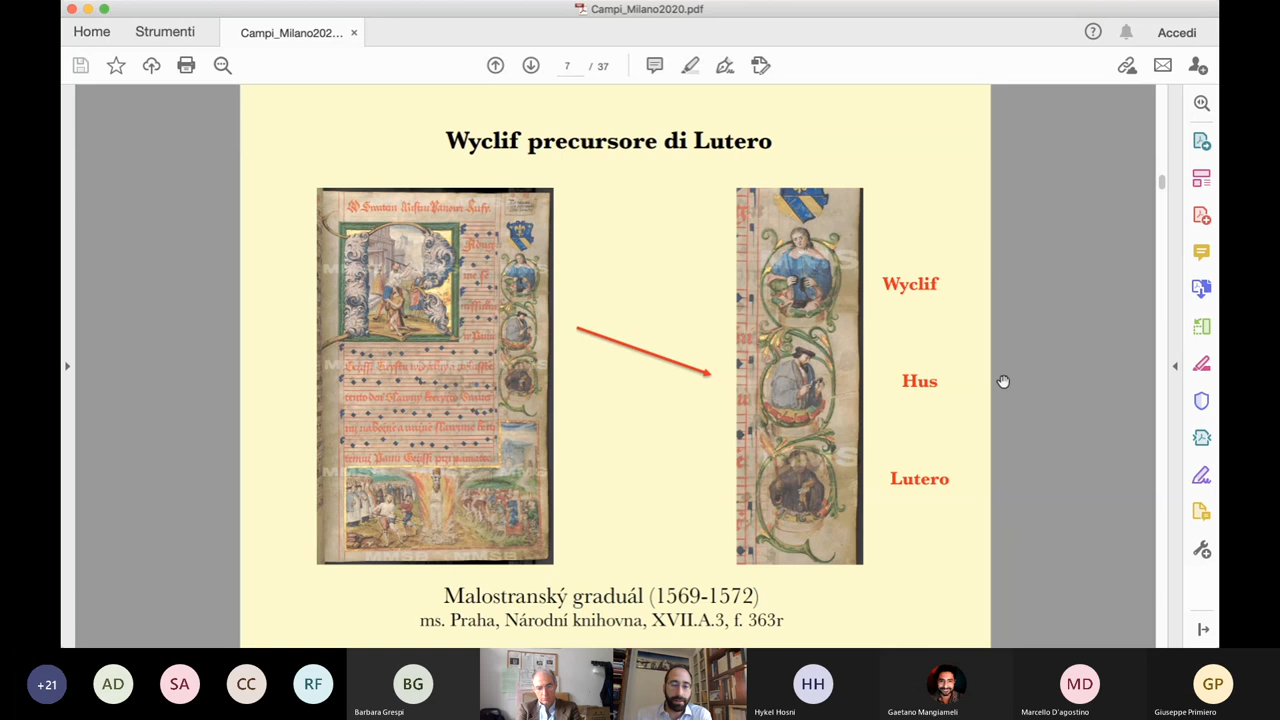 Campi_Milano2020.pdf
Home
Strumenti
Campi_Milano202...
Accedi
7 / 37
Wyclif precursore di Lutero
Wyclif
Hus
Lutero
Malostranský graduál (1569-1572)
ms. Praha, Národní knihovna, XVII.A.3, f. 363r
+21
AD
SA
CC
RF
BG
Barbara Grespi
HH
Hykel Hosni
Gaetano Mangiameli
MD
Marcello D'agostino
GP
Giuseppe Primiero